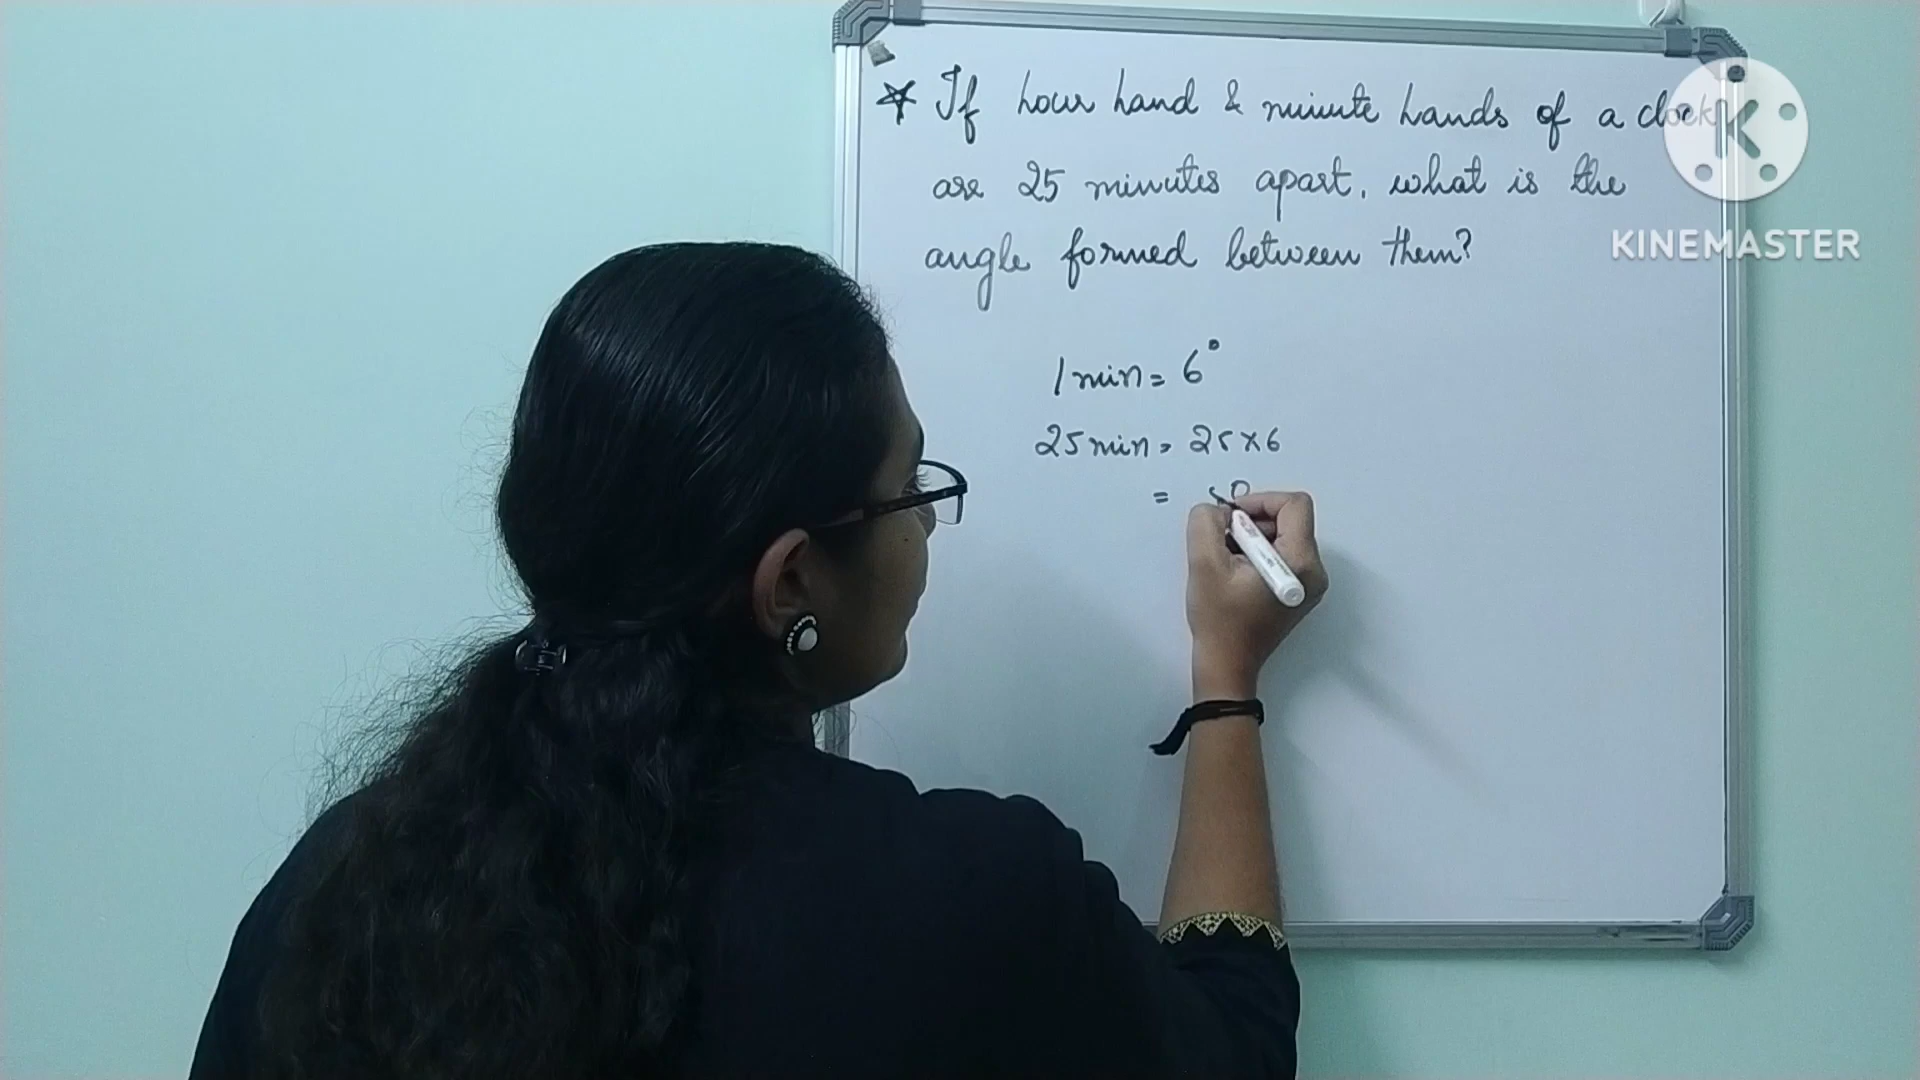 * If hour hand & minute hands of a clock
are 25 minutes apart, what is the
angle formed between them?
1 min = 6°
25 min = 25 x 6
= 50
K
KINEMASTER